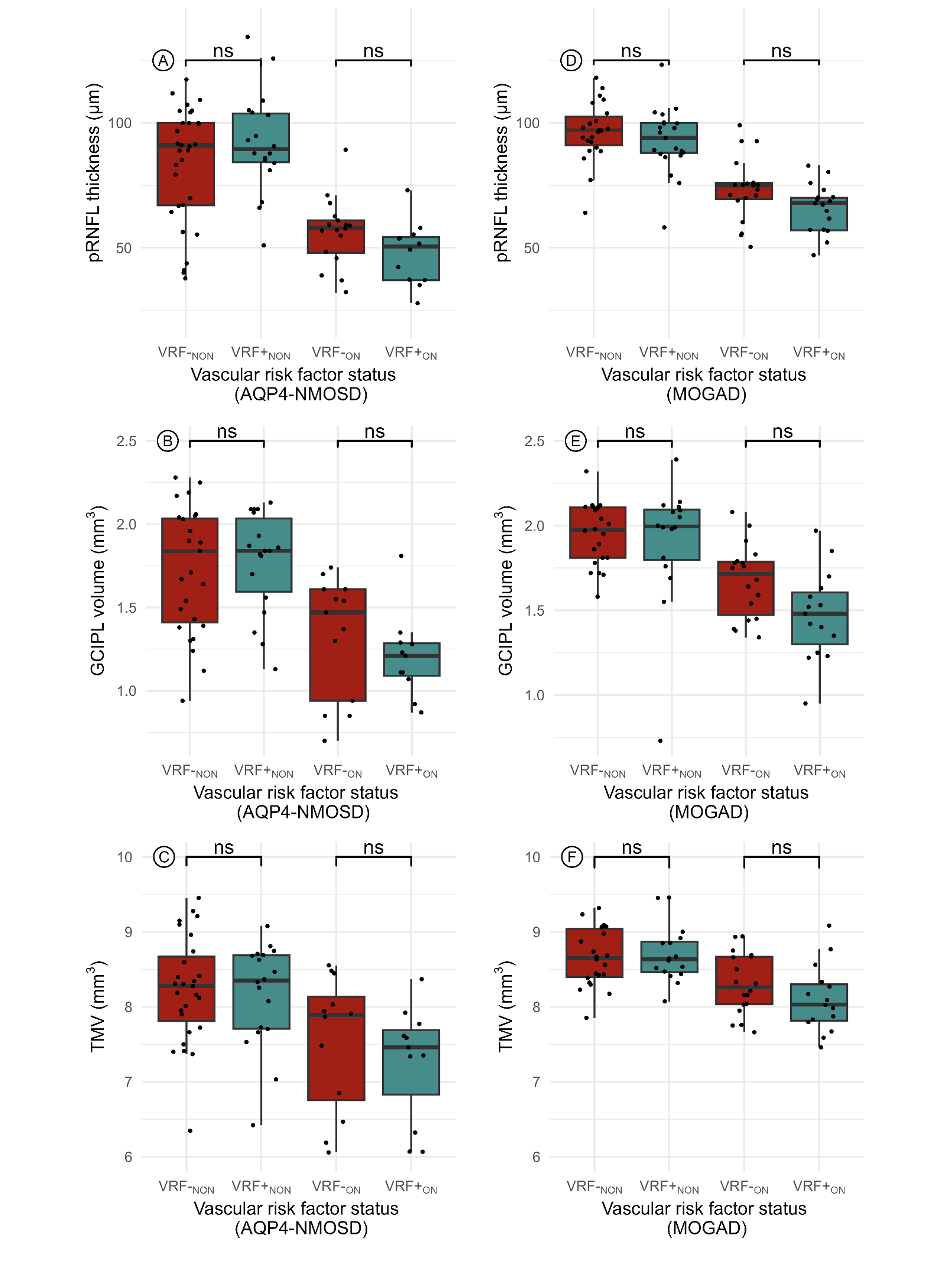 A
ns
ns
100
50
pRNFL thickness (μm)
VRF-NON VRF+NON VRF-ON VRF+ON
Vascular risk factor status
(AQP4-NMOSD)
D
ns
ns
100
50
pRNFL thickness (μm)
VRF-NON VRF+NON VRF-ON VRF+ON
Vascular risk factor status
(MOGAD)
B
ns
ns
2.5
2.0
1.5
1.0
GCIPL volume (mm³)
VRF-NON VRF+NON VRF-ON VRF+ON
Vascular risk factor status
(AQP4-NMOSD)
E
ns
ns
2.5
2.0
1.5
1.0
GCIPL volume (mm³)
VRF-NON VRF+NON VRF-ON VRF+ON
Vascular risk factor status
(MOGAD)
C
ns
ns
10
9
8
7
6
TMV (mm³)
VRF-NON VRF+NON VRF-ON VRF+ON
Vascular risk factor status
(AQP4-NMOSD)
F
ns
ns
10
9
8
7
6
TMV (mm³)
VRF-NON VRF+NON VRF-ON VRF+ON
Vascular risk factor status
(MOGAD)